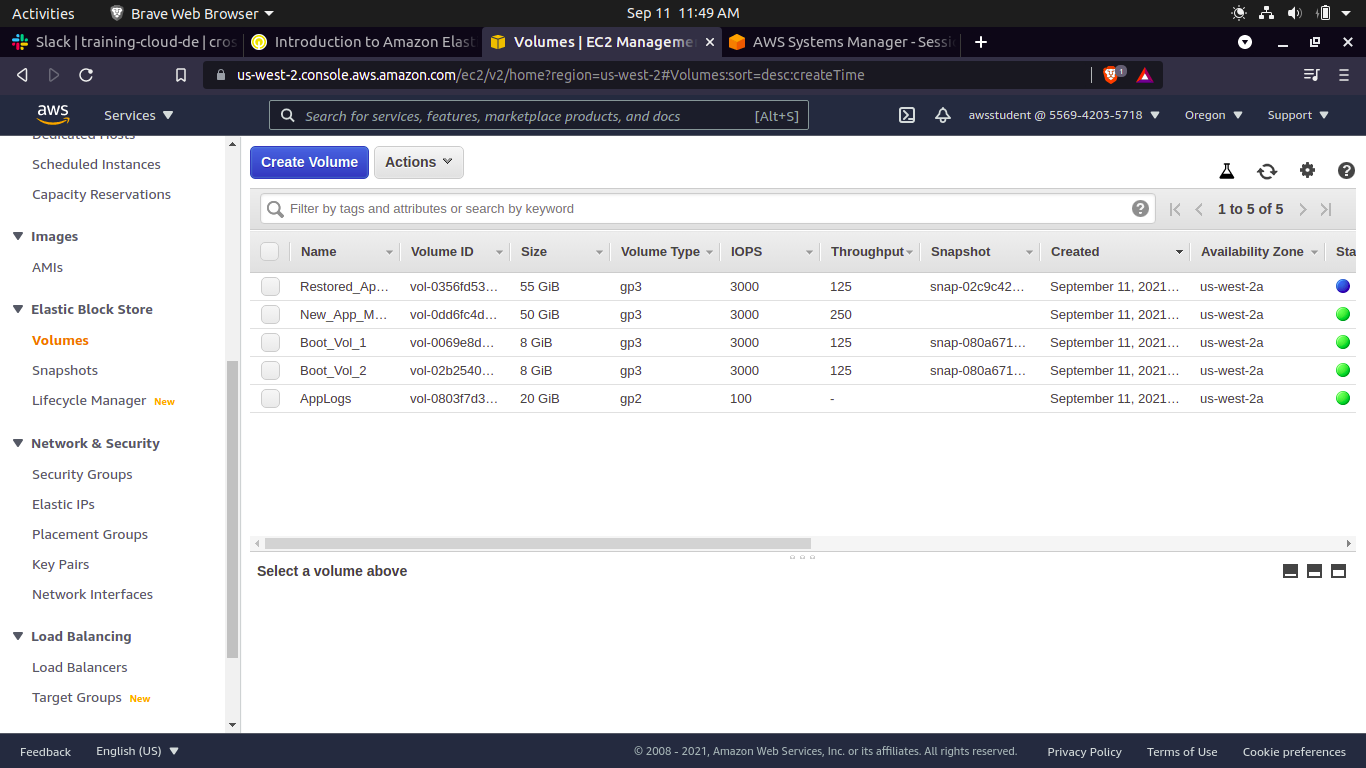 Activities
Brave Web Browser
Sep 11 11:49 AM
Slack | training-cloud-de | cros
Introduction to Amazon Elast
Volumes | EC2 Manageme
AWS Systems Manager - Sessi
us-west-2.console.aws.amazon.com/ec2/v2/home?region=us-west-2#Volumes:sort=desc:createTime
1
aws
Services
Search for services, features, marketplace products, and docs
[Alt+S]
awsstudent @ 5569-4203-5718
Oregon
Support
Dedicated Hosts
Scheduled Instances
Capacity Reservations
Images
AMIs
Elastic Block Store
Volumes
Snapshots
Lifecycle Manager New
Network & Security
Security Groups
Elastic IPs
Placement Groups
Key Pairs
Network Interfaces
Load Balancing
Load Balancers
Target Groups New
Create Volume
Actions
Filter by tags and attributes or search by keyword
1 to 5 of 5
Name Volume ID Size Volume Type IOPS Throughput Snapshot Created Availability Zone Sta
Restored_Ap... vol-0356fd53... 55 GiB gp3 3000 125 snap-02c9c42... September 11, 2021... us-west-2a
New_App_M... vol-0dd6fc4d... 50 GiB gp3 3000 250 September 11, 2021... us-west-2a
Boot_Vol_1 vol-0069e8d... 8 GiB gp3 3000 125 snap-080a671... September 11, 2021... us-west-2a
Boot_Vol_2 vol-02b2540... 8 GiB gp3 3000 125 snap-080a671... September 11, 2021... us-west-2a
AppLogs vol-0803f7d3... 20 GiB gp2 100 - September 11, 2021... us-west-2a
Select a volume above
Feedback
English (US)
© 2008 - 2021, Amazon Web Services, Inc. or its affiliates. All rights reserved.
Privacy Policy
Terms of Use
Cookie preferences